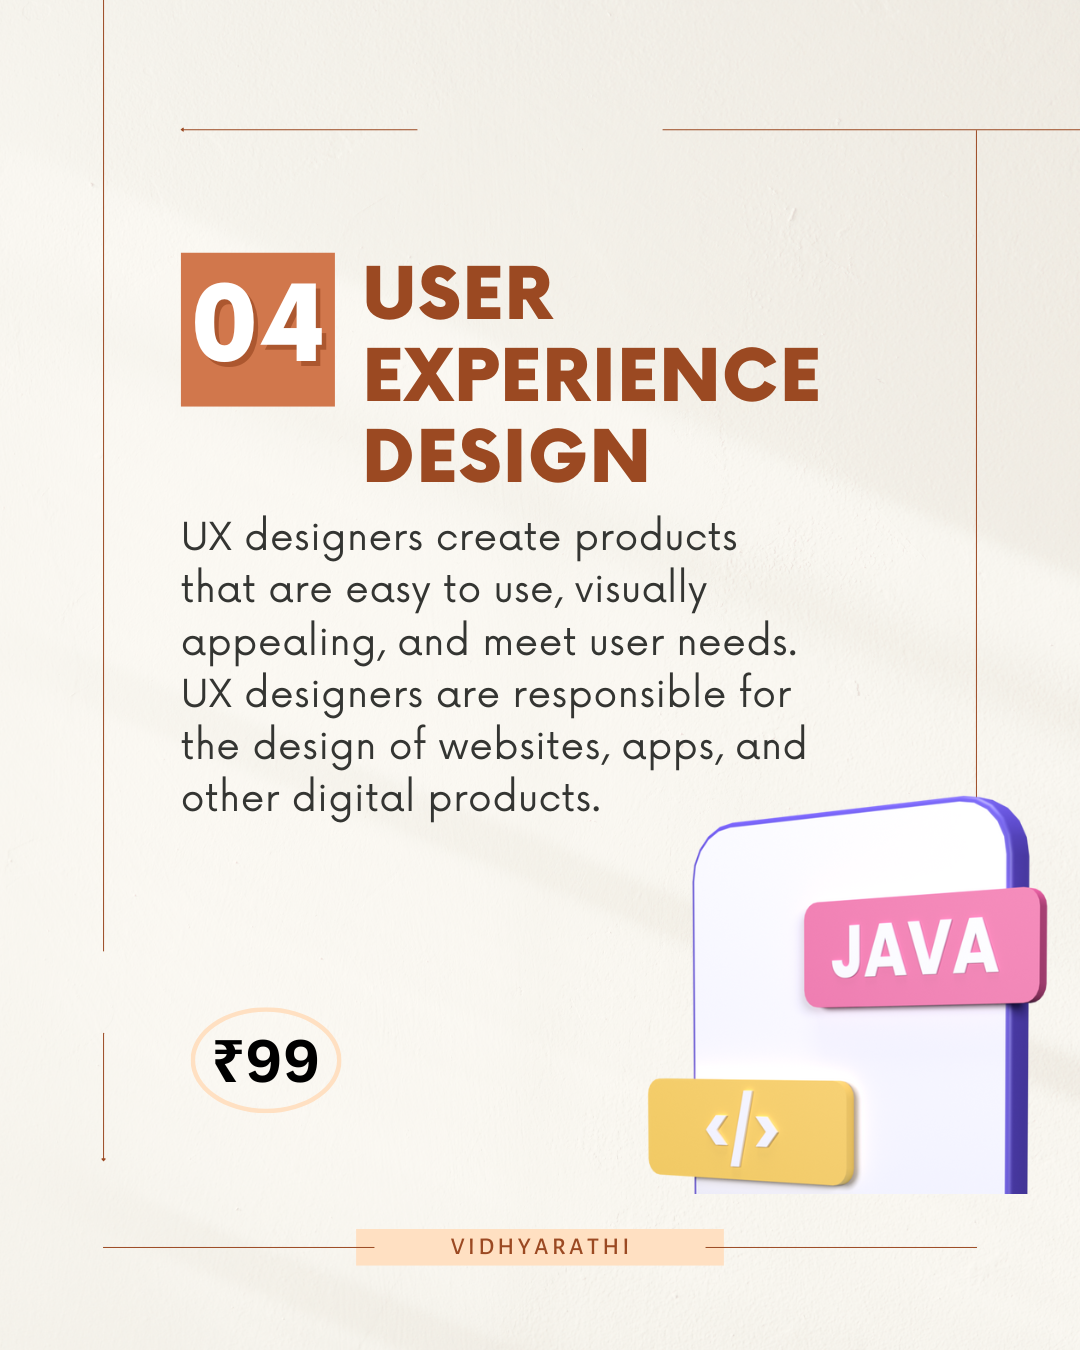 04
USER
EXPERIENCE
DESIGN
UX designers create products
that are easy to use, visually
appealing, and meet user needs.
UX designers are responsible for
the design of websites, apps, and
other digital products.
JAVA
₹99
</>
VIDHYARATHI